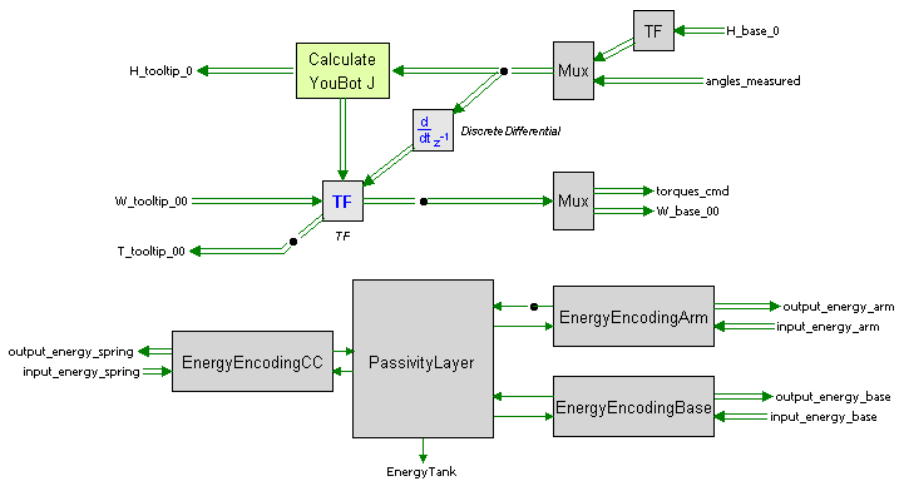 TF
H_base_0
Calculate
YouBot J
H_tooltip_0
Mux
angles_measured
d
dt z-1
Discrete Differential
W_tooltip_00
TF
TF
Mux
torques_cmd
W_base_00
T_tooltip_00
EnergyEncodingArm
output_energy_arm
input_energy_arm
output_energy_spring
input_energy_spring
EnergyEncodingCC
PassivityLayer
EnergyEncodingBase
output_energy_base
input_energy_base
EnergyTank